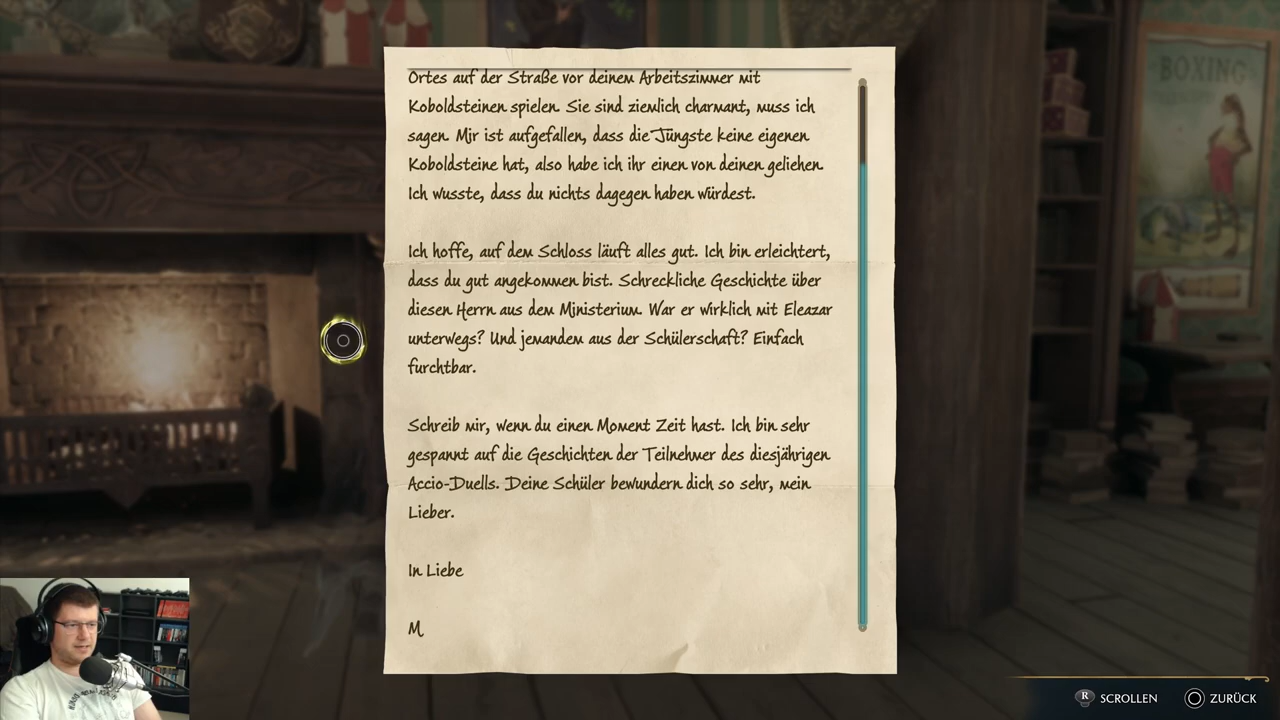 Ortes auf der Straße vor deinem Arbeitszimmer mit
Koboldsteinen spielen. Sie sind ziemlich charmant, muss ich
sagen. Mir ist aufgefallen, dass die Jüngste keine eigenen
Koboldsteine hat, also habe ich ihr einen von deinen geliehen.
Ich wusste, dass du nichts dagegen haben würdest.
Ich hoffe, auf dem Schloss läuft alles gut. Ich bin erleichtert,
dass du gut angekommen bist. Schreckliche Geschichte über
diesen Herrn aus dem Ministerium. War er wirklich mit Eleazar
unterwegs? Und jemandem aus der Schülerschaft? Einfach
furchtbar.
Schreib mir, wenn du einen Moment Zeit hast. Ich bin sehr
gespannt auf die Geschichten der Teilnehmer des diesjährigen
Accio-Duells. Deine Schüler bewundern dich so sehr, mein
Lieber.
In Liebe
M
BOXING
R SCROLLEN
ZURÜCK